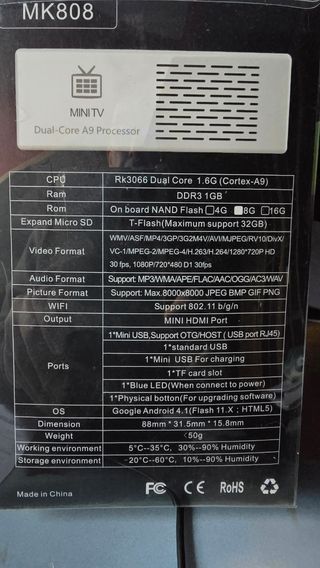 MK808
MINI TV
Dual-Core A9 Processor
CPU Rk3066 Dual Core 1.6G (Cortex-A9)
Ram DDR3 1GB
Rom On board NAND Flash □4G ■8G □16G
Expand Micro SD T-Flash(Maximum support 32GB)
Video Format WMV/ASF/MP4/3GP/3G2M4V//AVI/MJPEG/RV10/DivX/
VC-1/MPEG-2/MPEG-4/H.263/H.264/1280*720P HD
30 fps, 1080P/720*480 D1 30fps
Audio Format Support: MP3/WMA/APE/FLAC/AAC/OGG/AC3/WAV
Picture Format Support: Max.8000x8000 JPEG BMP GIF PNG
WIFI Support 802.11 b/g/n
Output MINI HDMI Port
Ports 1*Mini USB,Support OTG/HOST ( USB port RJ45)
1*standard USB
1*Mini USB For charging
1*TF card slot
1*Blue LED(When connect to power)
1*Physical botton(For upgrading software)
OS Google Android 4.1(Flash 11.X ; HTML5)
Dimension 88mm * 31.5mm * 15.8mm
Weight <50g
Working environment 5°C--35°C, 30%--90% Humidity
Storage environment -20°C--60°C, 10%--90% Humidity
Made in China FC CE RoHS